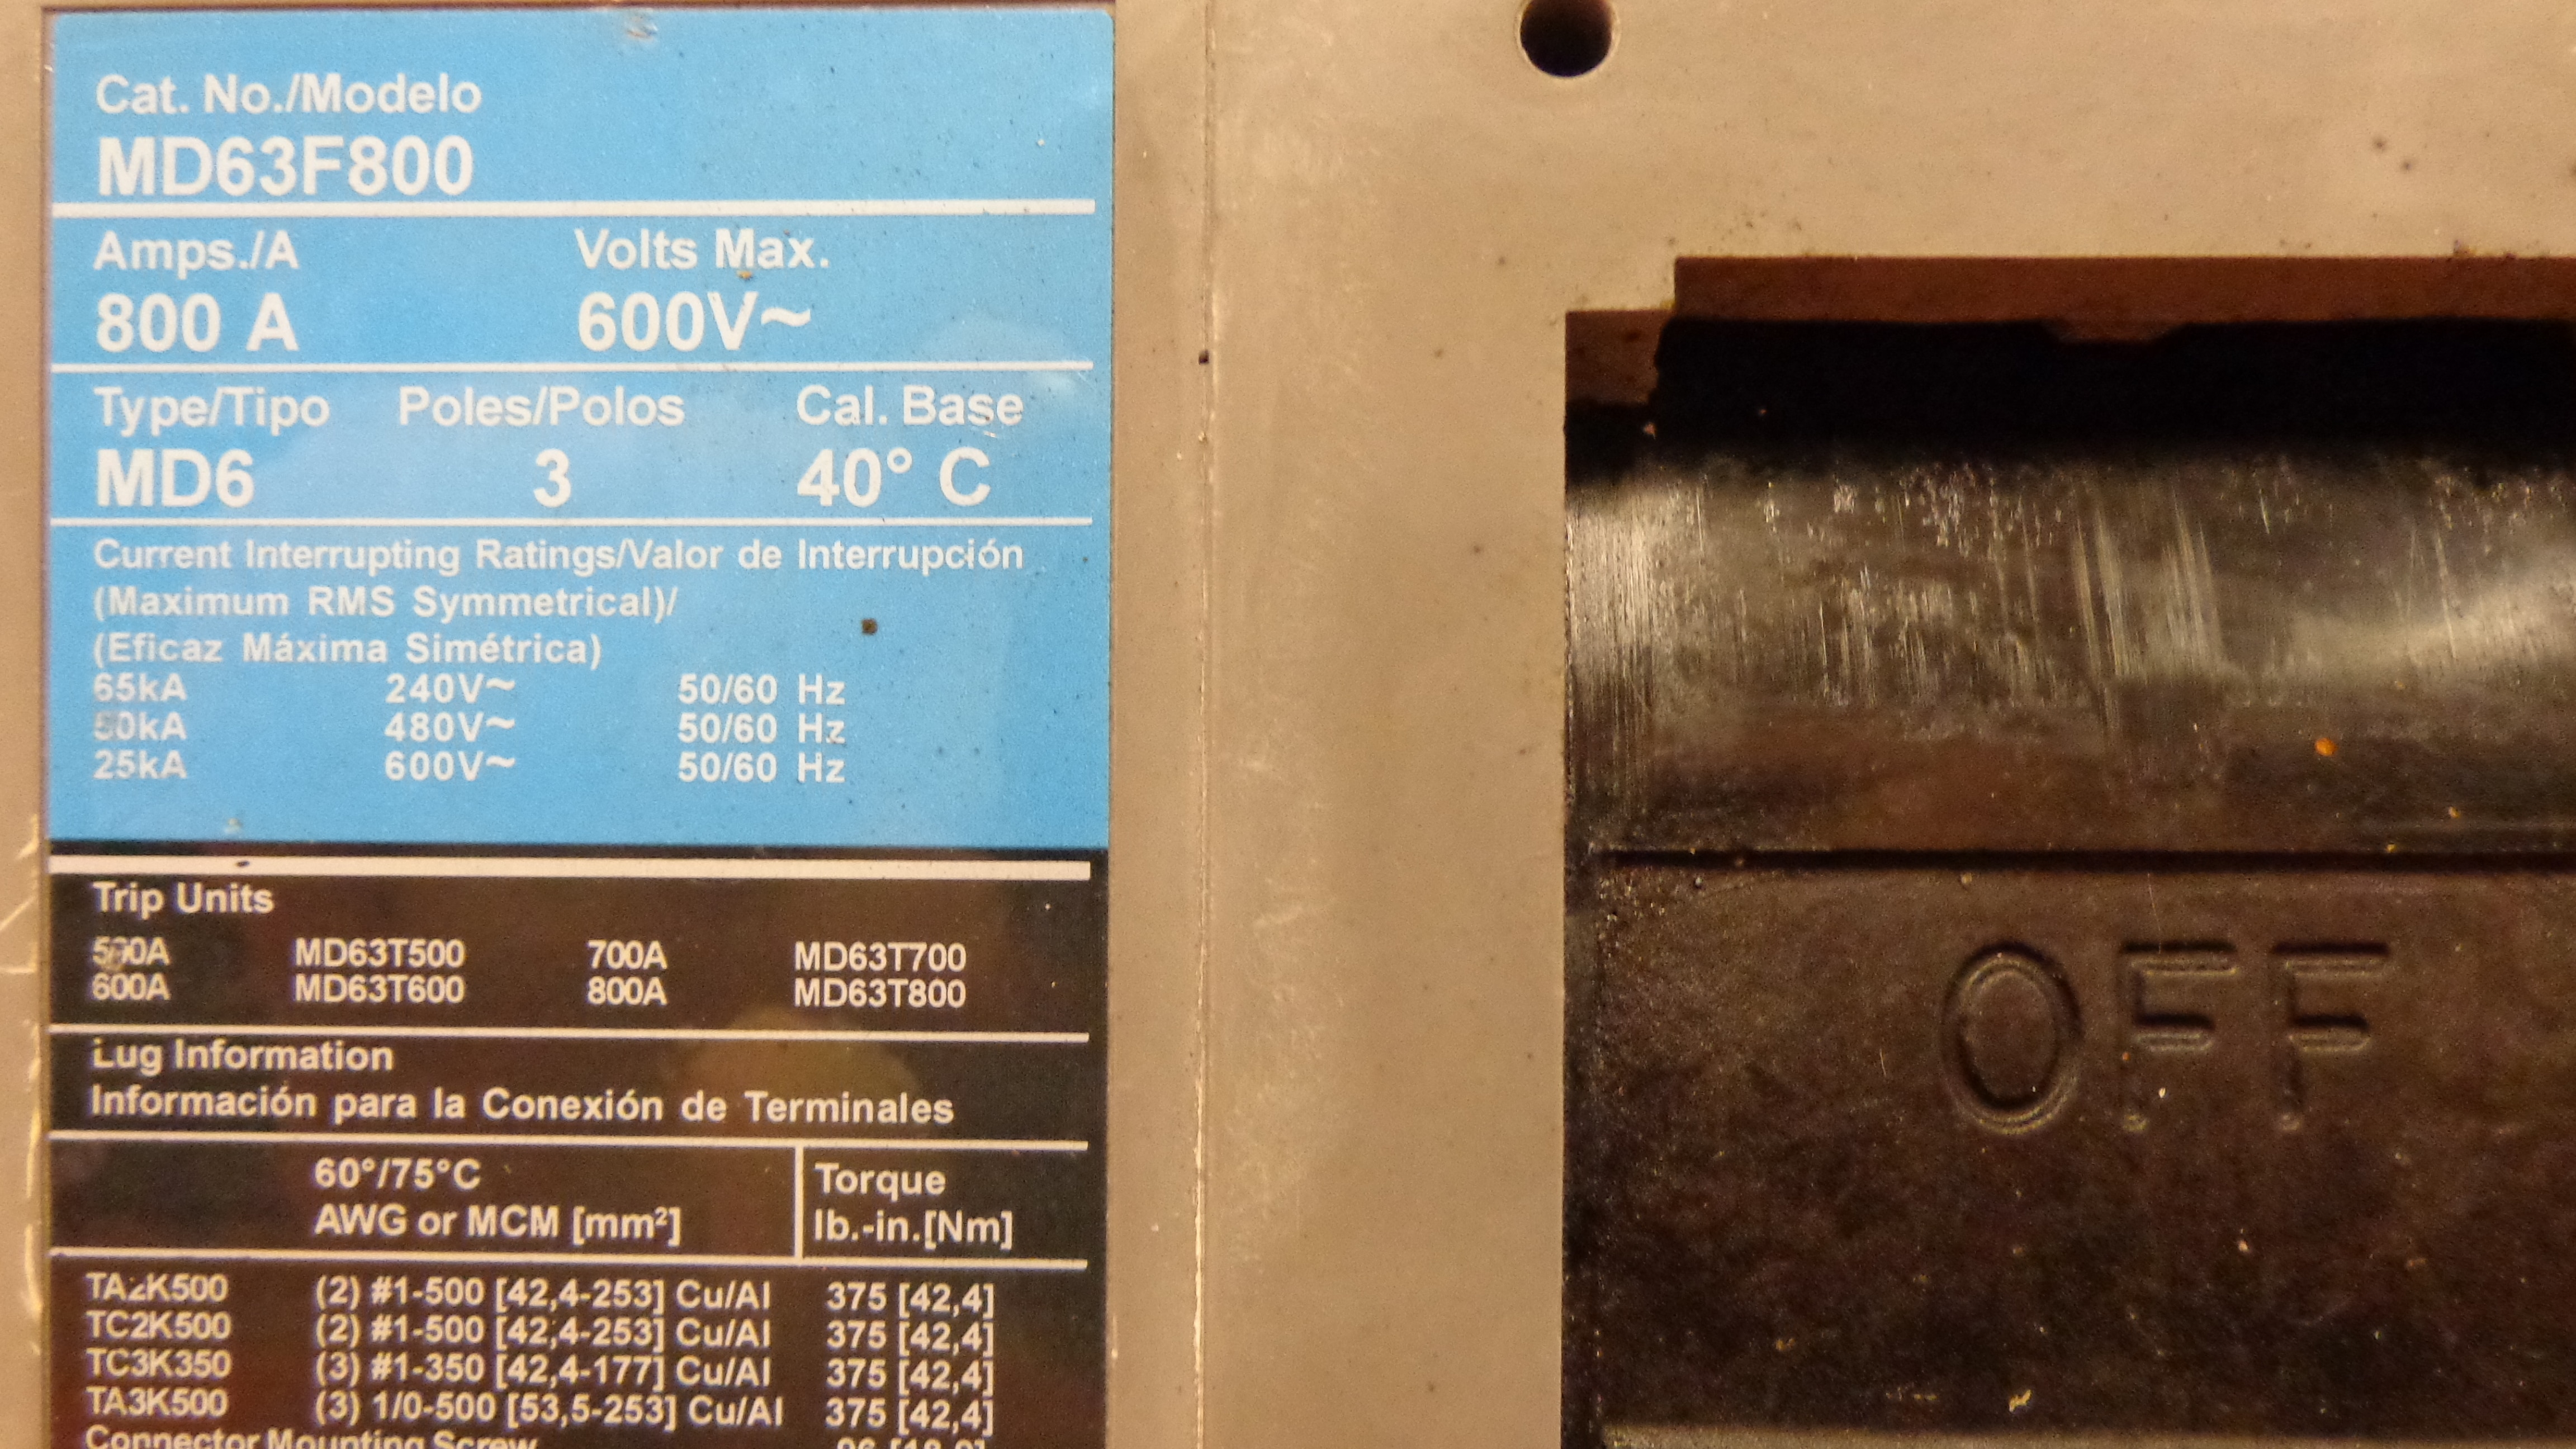 Cat. No./Modelo
MD63F800
Amps./A Volts Max.
800 A 600V~
Type/Tipo Poles/Polos Cal. Base
MD6 3 40° C
Current Interrupting Ratings/Valor de Interrupción
(Maximum RMS Symmetrical)/
(Eficaz Máxima Simétrica)
65kA 240V~ 50/60 Hz
50kA 480V~ 50/60 Hz
25kA 600V~ 50/60 Hz
Trip Units
500A MD63T500 700A MD63T700
600A MD63T600 800A MD63T800
Lug Information
Información para la Conexión de Terminales
60°/75°C Torque
AWG or MCM [mm²] lb.-in.[Nm]
TA2K500 (2) #1-500 [42,4-253] Cu/Al 375 [42,4]
TC2K500 (2) #1-500 [42,4-253] Cu/Al 375 [42,4]
TC3K350 (3) #1-350 [42,4-177] Cu/Al 375 [42,4]
TA3K500 (3) 1/0-500 [53,5-253] Cu/Al 375 [42,4]
Connector Mounting Screw
OFF